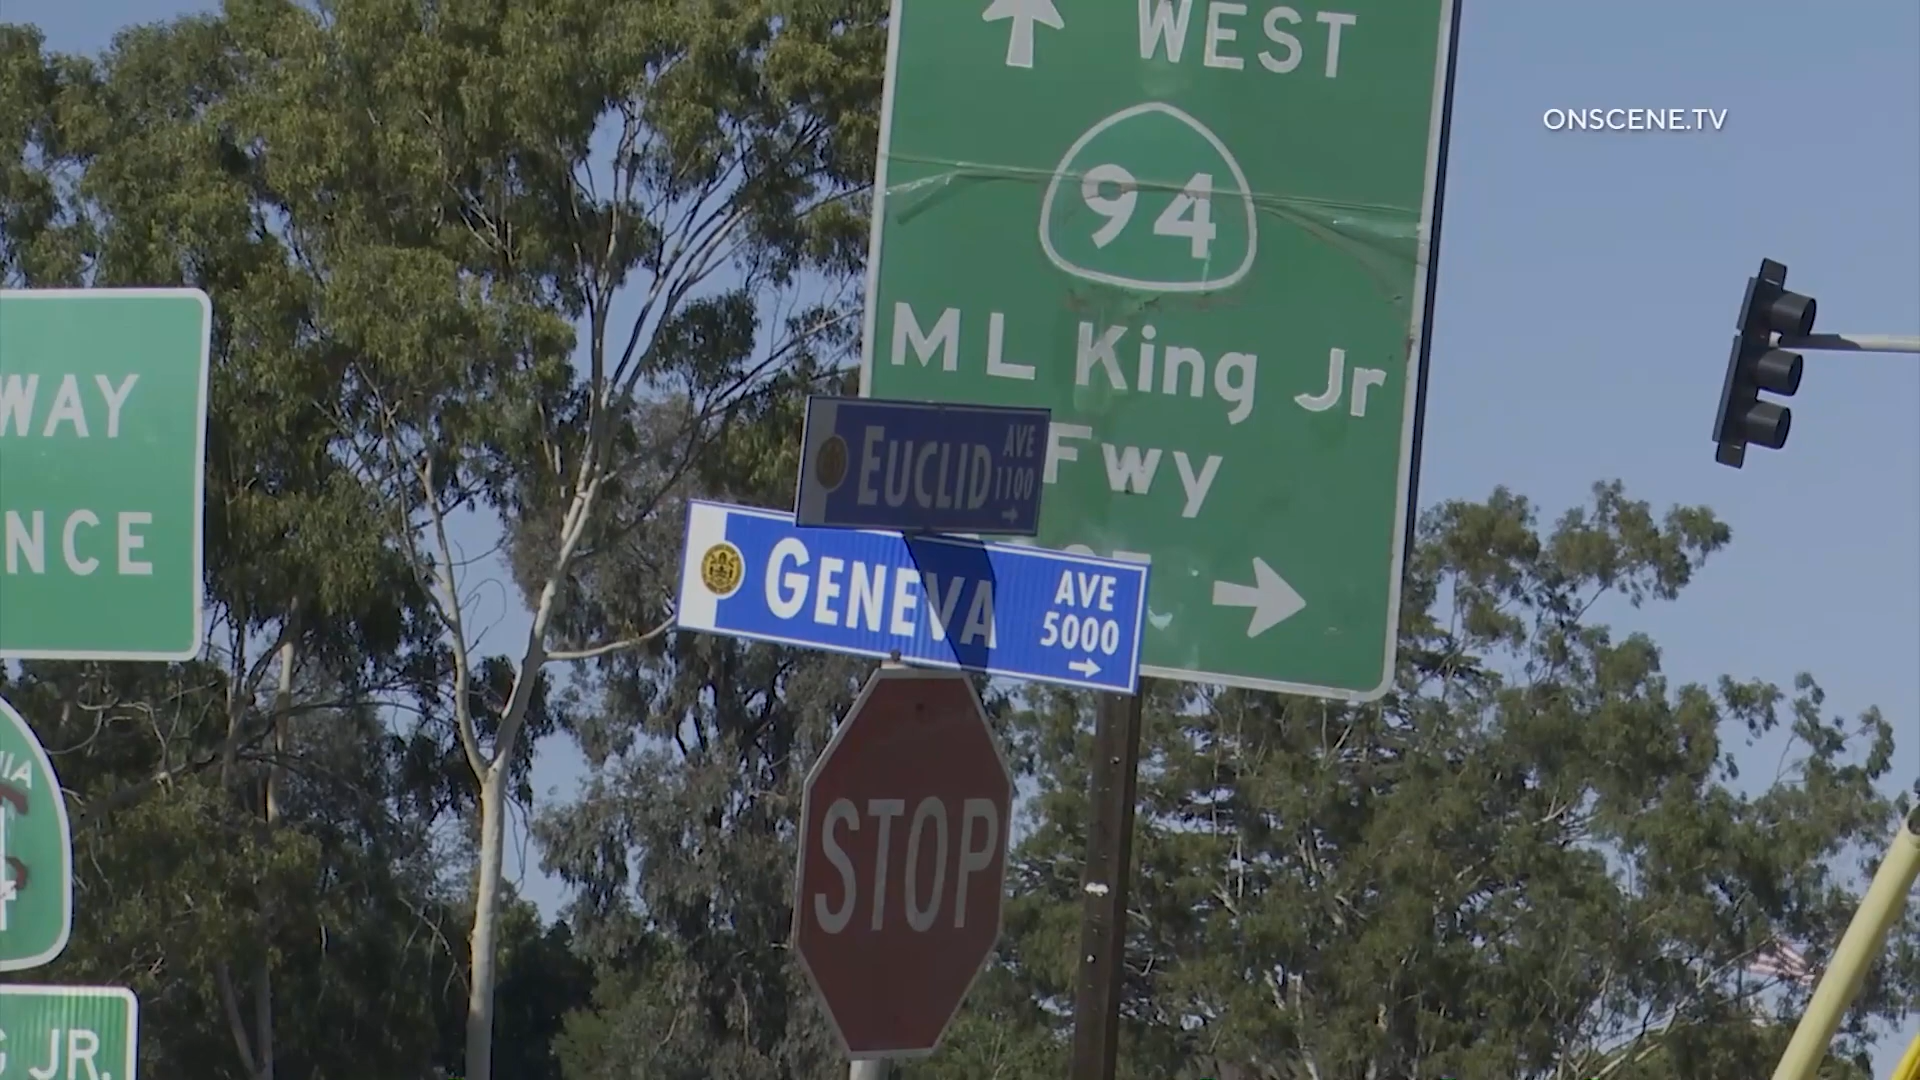 WEST
94
ML King Jr
Fwy
EUCLID AVE
1100
GENEVA AVE
5000
STOP
WAY
NCE
JR.
ONSCENE.TV